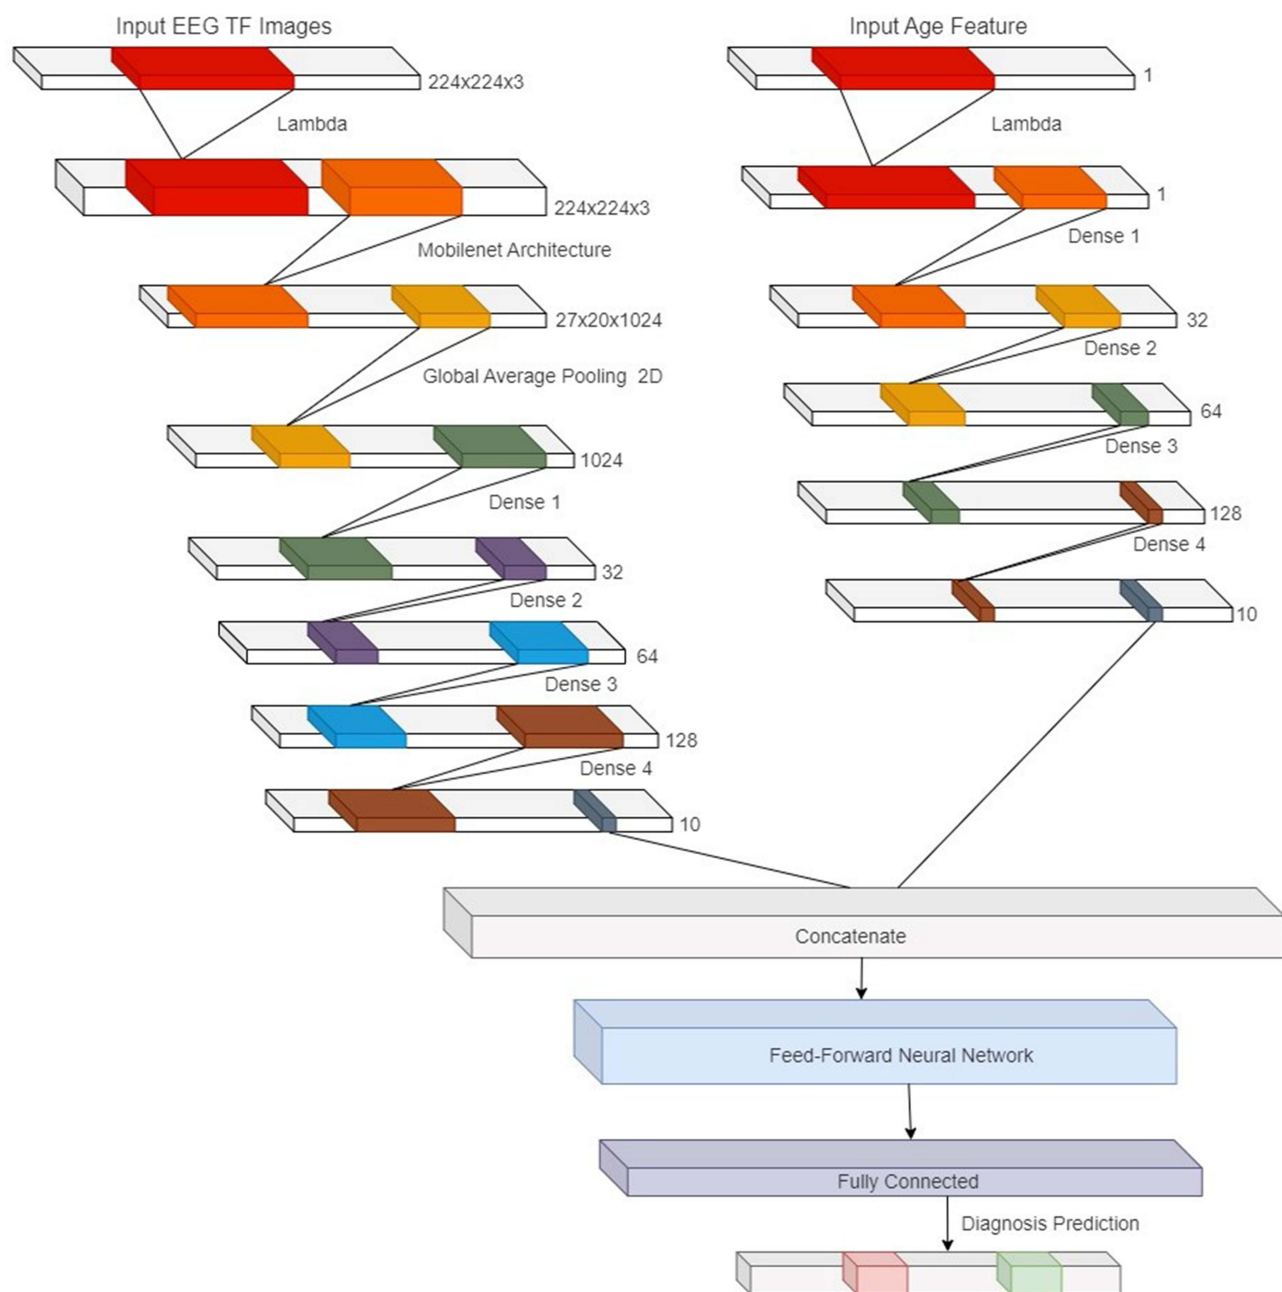 Input EEG TF Images
224x224x3
Lambda
224x224x3
Mobilenet Architecture
27x20x1024
Global Average Pooling 2D
1024
Dense 1
32
Dense 2
64
Dense 3
128
Dense 4
10
Input Age Feature
1
Lambda
1
Dense 1
32
Dense 2
64
Dense 3
128
Dense 4
10
Concatenate
Feed-Forward Neural Network
Fully Connected
Diagnosis Prediction